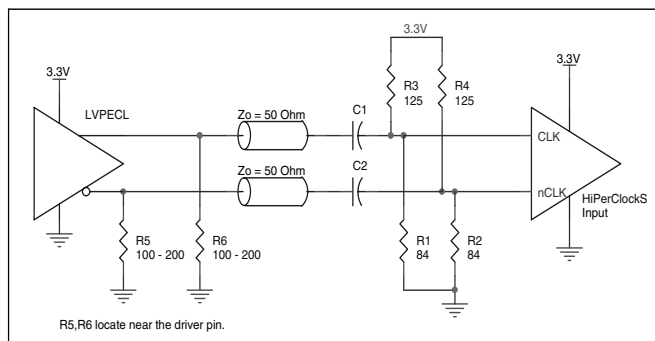 3.3V
3.3V
3.3V
R3
125
R4
125
LVPECL
Zo = 50 Ohm
C1
CLK
Zo = 50 Ohm
C2
nCLK
HiPerClockS
Input
R5
100 - 200
R6
100 - 200
R1
84
R2
84
R5,R6 locate near the driver pin.